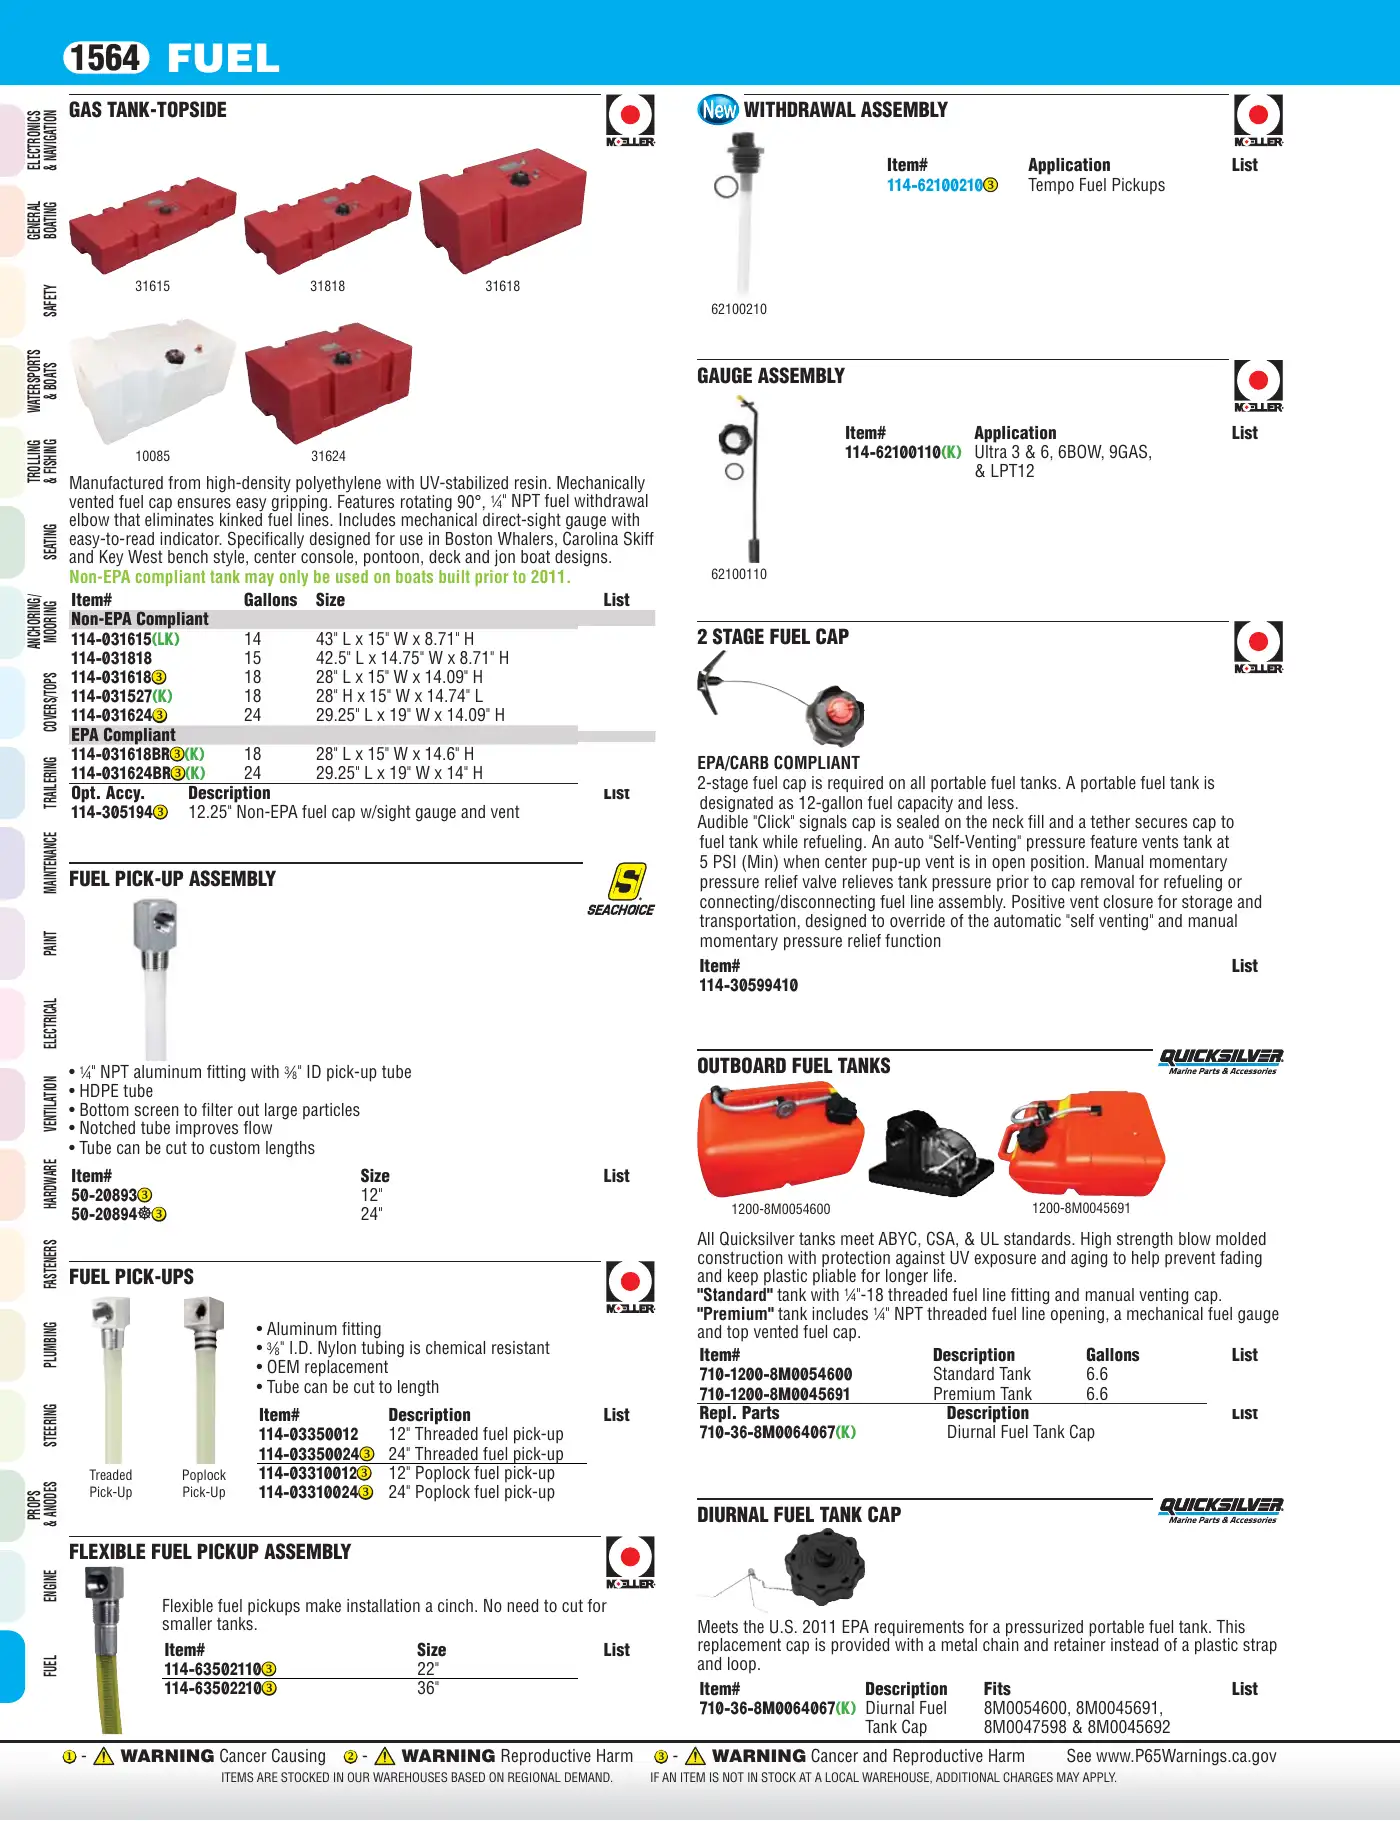 1564 FUEL
ELECTRONICS
& NAVIGATION
GENERAL
BOATING
SAFETY
WATERSPORTS
& BOATS
TROLLING
& FISHING
SEATING
ANCHORING/
MOORING
COVERS/TOPS
TRAILERING
MAINTENANCE
PAINT
ELECTRICAL
VENTILATION
HARDWARE
FASTENERS
PLUMBING
STEERING
PROPS
& ANODES
ENGINE
FUEL
GAS TANK-TOPSIDE
MOELLER
31615 31818 31618
10085 31624
Manufactured from high-density polyethylene with UV-stabilized resin. Mechanically
vented fuel cap ensures easy gripping. Features rotating 90°, ¼" NPT fuel withdrawal
elbow that eliminates kinked fuel lines. Includes mechanical direct-sight gauge with
easy-to-read indicator. Specifically designed for use in Boston Whalers, Carolina Skiff
and Key West bench style, center console, pontoon, deck and jon boat designs.
Non-EPA compliant tank may only be used on boats built prior to 2011.
Item# Gallons Size List
Non-EPA Compliant
114-031615(LK) 14 43" L x 15" W x 8.71" H
114-031818 15 42.5" L x 14.75" W x 8.71" H
114-031618③ 18 28" L x 15" W x 14.09" H
114-031527(K) 18 28" H x 15" W x 14.74" L
114-031624③ 24 29.25" L x 19" W x 14.09" H
EPA Compliant
114-031618BR③(K) 18 28" L x 15" W x 14.6" H
114-031624BR③(K) 24 29.25" L x 19" W x 14" H
Opt. Accy. Description List
114-305194③ 12.25" Non-EPA fuel cap w/sight gauge and vent
FUEL PICK-UP ASSEMBLY
S
SEACHOICE
• ¼" NPT aluminum fitting with ⅜" ID pick-up tube
• HDPE tube
• Bottom screen to filter out large particles
• Notched tube improves flow
• Tube can be cut to custom lengths
Item# Size List
50-20893③ 12"
50-20894☸③ 24"
FUEL PICK-UPS
MOELLER
• Aluminum fitting
• ⅜" I.D. Nylon tubing is chemical resistant
• OEM replacement
• Tube can be cut to length
Item# Description List
114-03350012 12" Threaded fuel pick-up
114-03350024③ 24" Threaded fuel pick-up
114-03310012③ 12" Poplock fuel pick-up
114-03310024③ 24" Poplock fuel pick-up
Treaded
Pick-Up
Poplock
Pick-Up
FLEXIBLE FUEL PICKUP ASSEMBLY
MOELLER
Flexible fuel pickups make installation a cinch. No need to cut for
smaller tanks.
Item# Size List
114-63502110③ 22"
114-63502210③ 36"
New WITHDRAWAL ASSEMBLY
MOELLER
Item# Application List
114-62100210③ Tempo Fuel Pickups
62100210
GAUGE ASSEMBLY
MOELLER
Item# Application List
114-62100110(K) Ultra 3 & 6, 6BOW, 9GAS,
& LPT12
62100110
2 STAGE FUEL CAP
MOELLER
EPA/CARB COMPLIANT
2-stage fuel cap is required on all portable fuel tanks. A portable fuel tank is
designated as 12-gallon fuel capacity and less.
Audible "Click" signals cap is sealed on the neck fill and a tether secures cap to
fuel tank while refueling. An auto "Self-Venting" pressure feature vents tank at
5 PSI (Min) when center pup-up vent is in open position. Manual momentary
pressure relief valve relieves tank pressure prior to cap removal for refueling or
connecting/disconnecting fuel line assembly. Positive vent closure for storage and
transportation, designed to override of the automatic "self venting" and manual
momentary pressure relief function
Item# List
114-30599410
OUTBOARD FUEL TANKS
QUICKSILVER
Marine Parts & Accessories
1200-8M0054600 1200-8M0045691
All Quicksilver tanks meet ABYC, CSA, & UL standards. High strength blow molded
construction with protection against UV exposure and aging to help prevent fading
and keep plastic pliable for longer life.
"Standard" tank with ¼"-18 threaded fuel line fitting and manual venting cap.
"Premium" tank includes ¼" NPT threaded fuel line opening, a mechanical fuel gauge
and top vented fuel cap.
Item# Description Gallons List
710-1200-8M0054600 Standard Tank 6.6
710-1200-8M0045691 Premium Tank 6.6
Repl. Parts Description List
710-36-8M0064067(K) Diurnal Fuel Tank Cap
DIURNAL FUEL TANK CAP
QUICKSILVER
Marine Parts & Accessories
Meets the U.S. 2011 EPA requirements for a pressurized portable fuel tank. This
replacement cap is provided with a metal chain and retainer instead of a plastic strap
and loop.
Item# Description Fits List
710-36-8M0064067(K) Diurnal Fuel 8M0054600, 8M0045691,
Tank Cap 8M0047598 & 8M0045692
① - ⚠ WARNING Cancer Causing ② - ⚠ WARNING Reproductive Harm ③ - ⚠ WARNING Cancer and Reproductive Harm See www.P65Warnings.ca.gov
ITEMS ARE STOCKED IN OUR WAREHOUSES BASED ON REGIONAL DEMAND. IF AN ITEM IS NOT IN STOCK AT A LOCAL WAREHOUSE, ADDITIONAL CHARGES MAY APPLY.